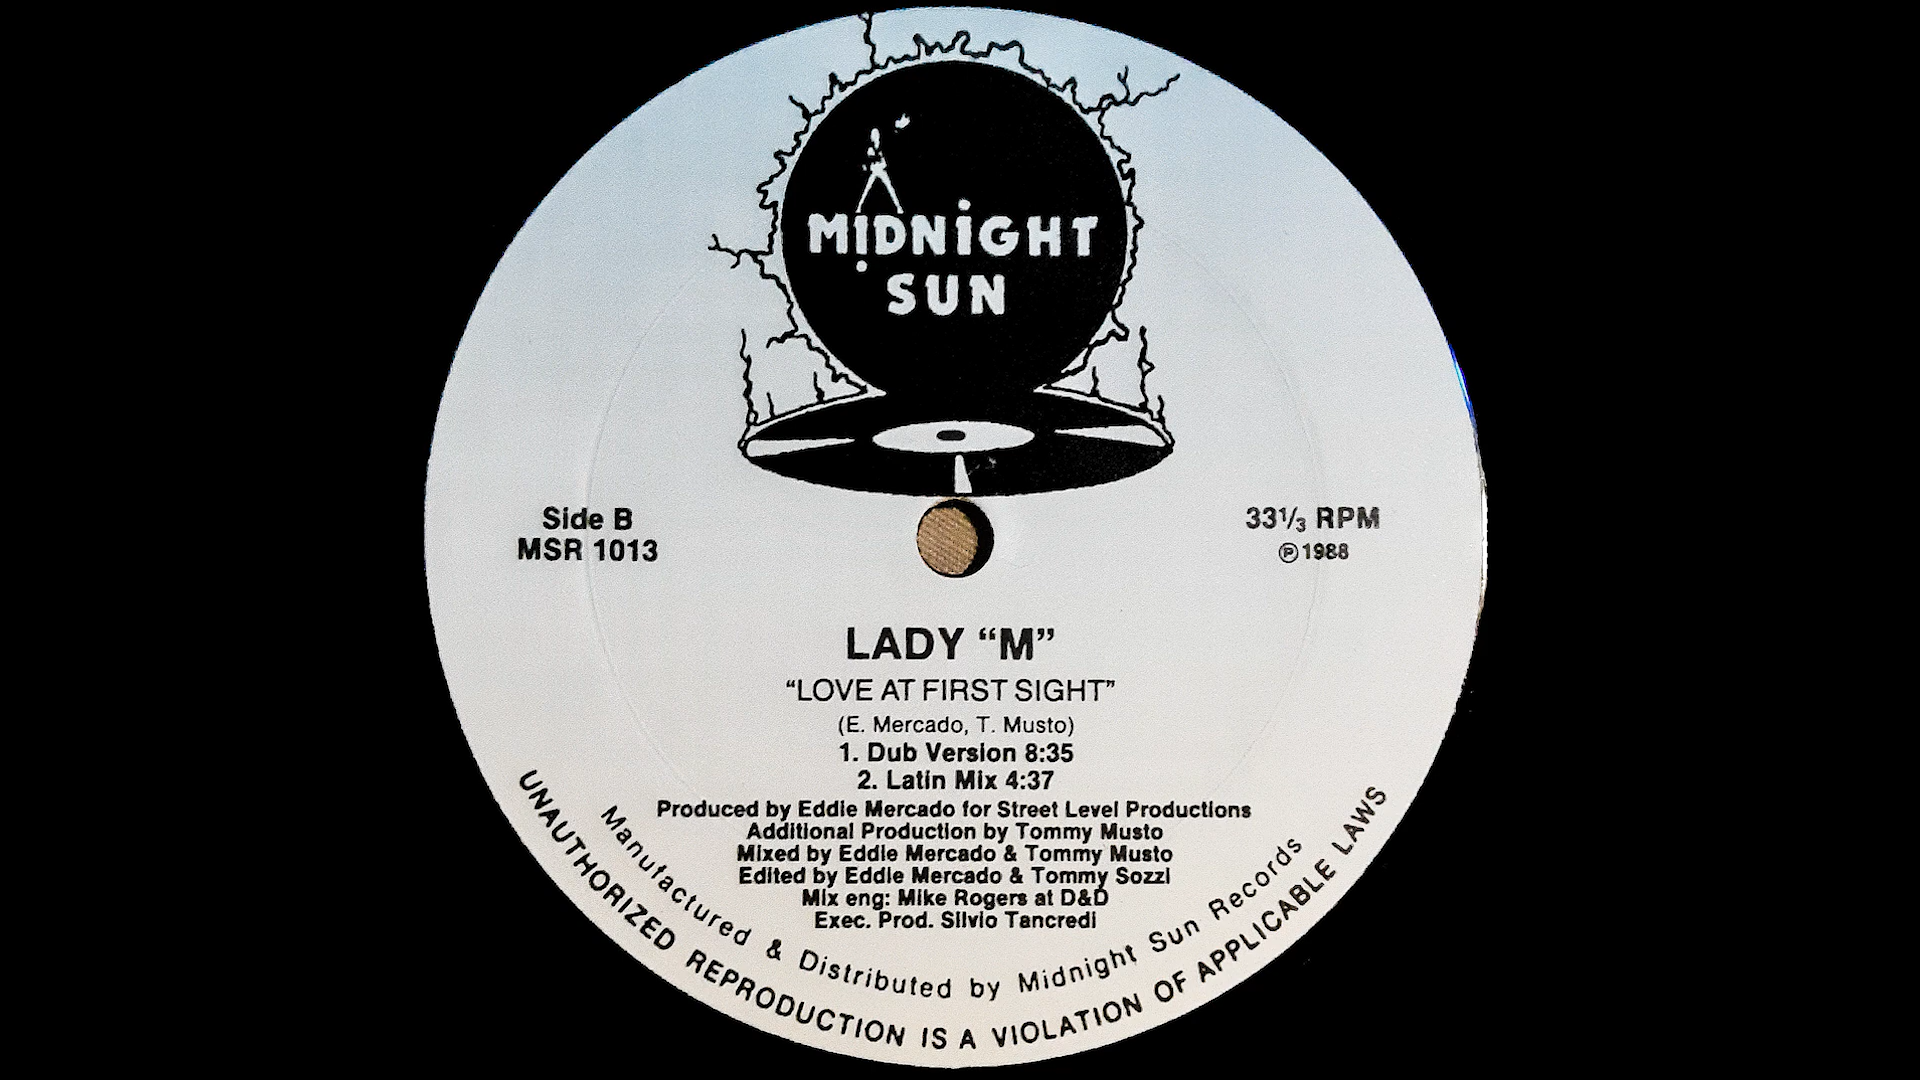 MIDNIGHT
SUN
Side B
MSR 1013
33⅓ RPM
℗1988
LADY “M”
“LOVE AT FIRST SIGHT”
(E. Mercado, T. Musto)
1. Dub Version 8:35
2. Latin Mix 4:37
Produced by Eddie Mercado for Street Level Productions
Additional Production by Tommy Musto
Mixed by Eddie Mercado & Tommy Musto
Edited by Eddie Mercado & Tommy Sozzi
Mix eng: Mike Rogers at D&D
Exec. Prod. Silvio Tancredi
Manufactured & Distributed by Midnight Sun Records
UNAUTHORIZED REPRODUCTION IS A VIOLATION OF APPLICABLE LAWS